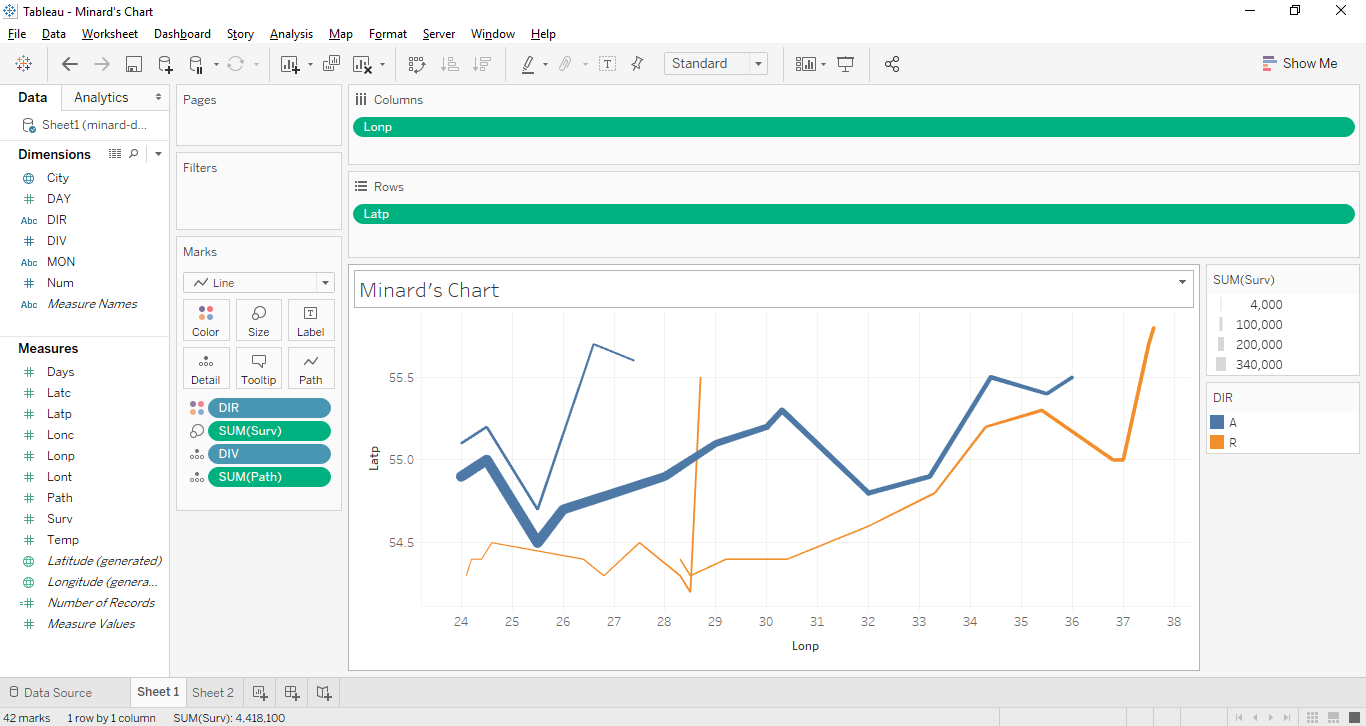 Tableau - Minard's Chart
File Data Worksheet Dashboard Story Analysis Map Format Server Window Help
Standard
Show Me
Data Analytics
Sheet1 (minard-d...
Dimensions
City
DAY
Abc DIR
DIV
Abc MON
Num
Abc Measure Names
Measures
Days
Latc
Latp
Lonc
Lonp
Lont
Path
Surv
Temp
Latitude (generated)
Longitude (genera...
Number of Records
Measure Values
Pages
Filters
Marks
Line
Color Size Label
Detail Tooltip Path
DIR
SUM(Surv)
DIV
SUM(Path)
Columns
Lonp
Rows
Latp
Minard's Chart
55.5
55.0
54.5
Latp
24 25 26 27 28 29 30 31 32 33 34 35 36 37 38
Lonp
SUM(Surv)
4,000
100,000
200,000
340,000
DIR
A
R
Data Source Sheet 1 Sheet 2
42 marks 1 row by 1 column SUM(Surv): 4,418,100